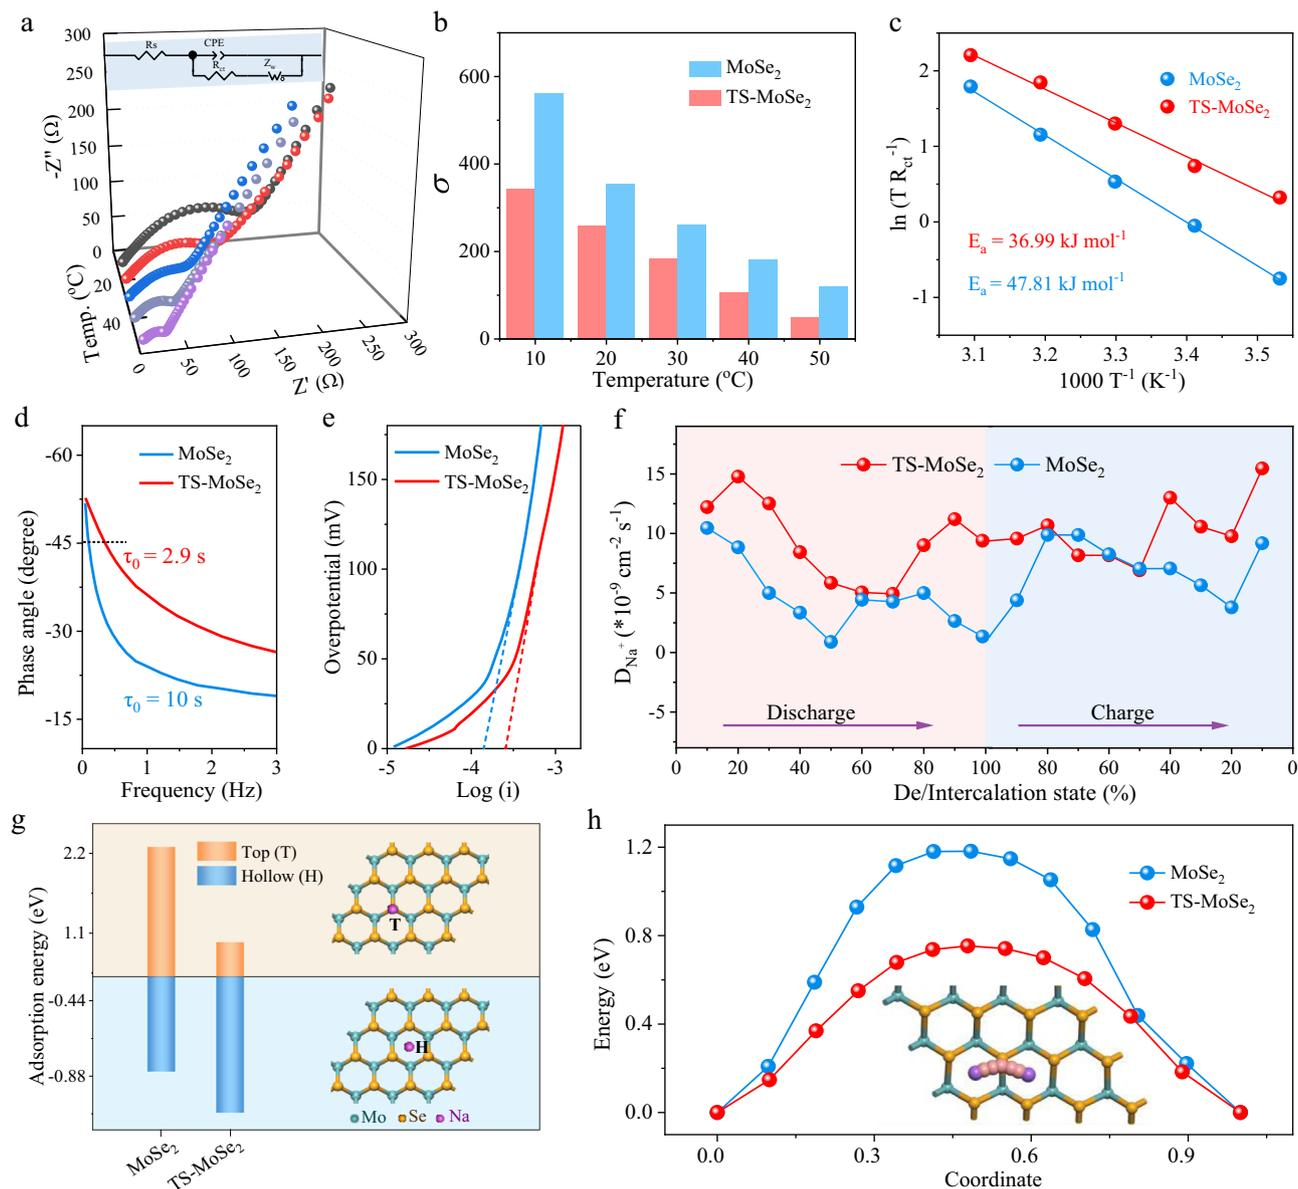 a
300
250
200
150
100
50
0
-Z'' (Ω)
Rs
CPE
Rct
Zw
20
40
Temp. (°C)
0
50
100
150
200
250
300
Z' (Ω)
b
600
400
200
0
σ
MoSe₂
TS-MoSe₂
10 20 30 40 50
Temperature (°C)
c
2
1
0
-1
ln (T Rct⁻¹)
MoSe₂
TS-MoSe₂
Eₐ = 36.99 kJ mol⁻¹
Eₐ = 47.81 kJ mol⁻¹
3.1 3.2 3.3 3.4 3.5
1000 T⁻¹ (K⁻¹)
d
-60
-45
-30
-15
Phase angle (degree)
MoSe₂
TS-MoSe₂
τ₀ = 2.9 s
τ₀ = 10 s
0 1 2 3
Frequency (Hz)
e
150
100
50
0
Overpotential (mV)
MoSe₂
TS-MoSe₂
-5 -4 -3
Log (i)
f
15
10
5
0
-5
D_Na⁺ (*10⁻⁹ cm⁻² s⁻¹)
TS-MoSe₂ MoSe₂
Discharge Charge
0 20 40 60 80 100 80 60 40 20 0
De/Intercalation state (%)
g
2.2
1.1
-0.44
-0.88
Adsorption energy (eV)
Top (T)
Hollow (H)
T
H
Mo Se Na
MoSe₂
TS-MoSe₂
h
1.2
0.8
0.4
0.0
Energy (eV)
MoSe₂
TS-MoSe₂
0.0 0.3 0.6 0.9
Coordinate